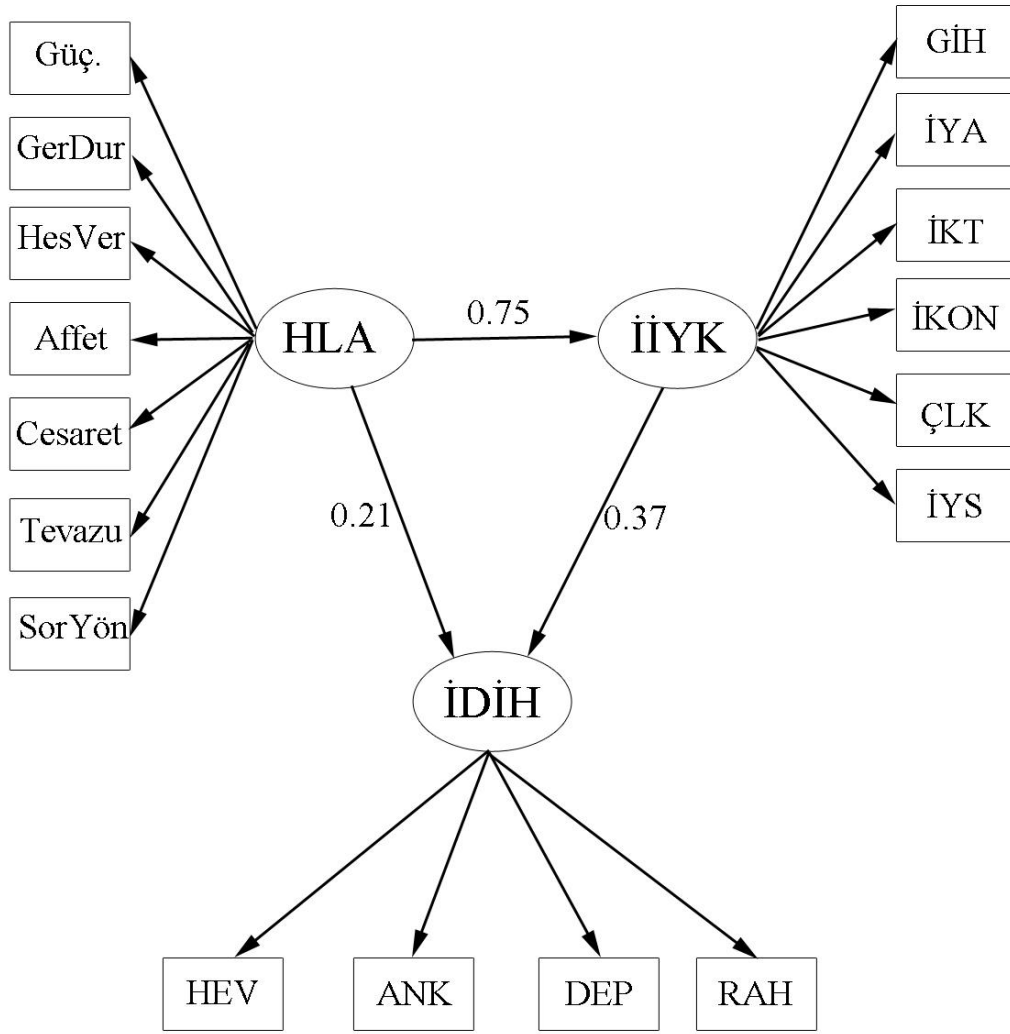 Güç.
GerDur
HesVer
Affet
Cesaret
Tevazu
SorYön
HLA
0.75
İİYK
GİH
İYA
İKT
İKON
ÇLK
İYS
0.21
0.37
İDİH
HEV
ANK
DEP
RAH